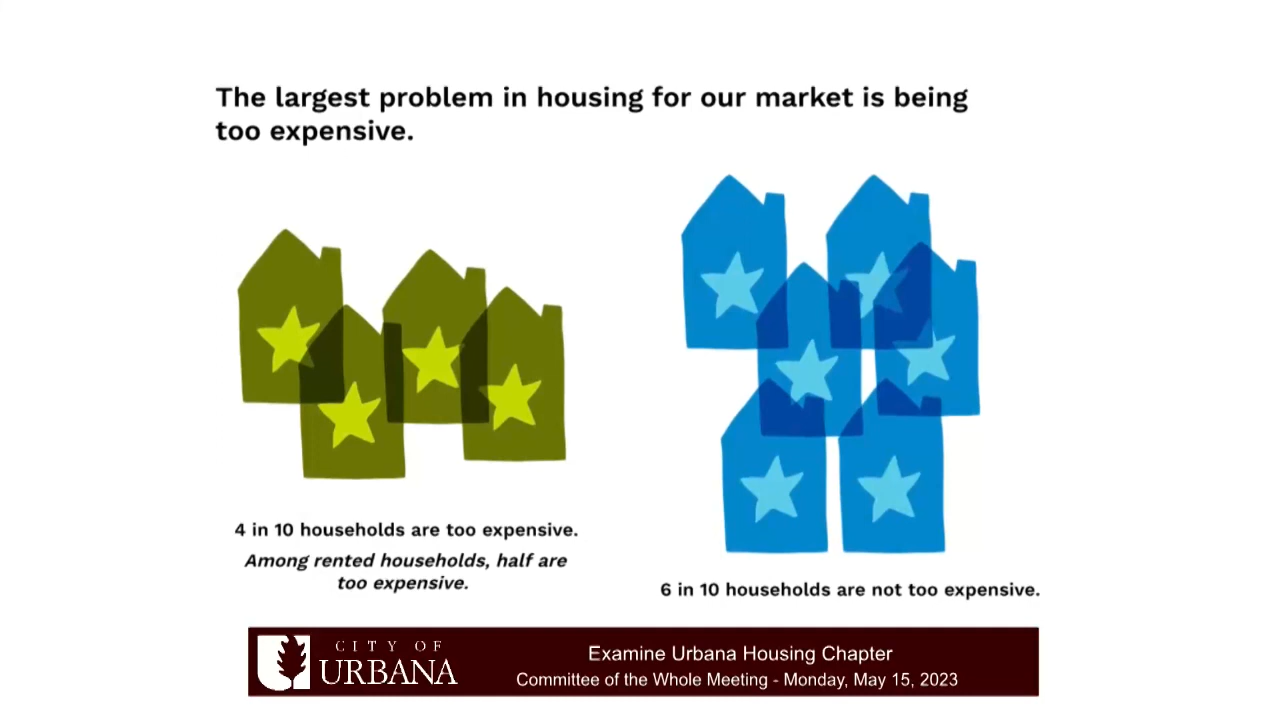 The largest problem in housing for our market is being
too expensive.
4 in 10 households are too expensive.
Among rented households, half are
too expensive.
6 in 10 households are not too expensive.
CITY OF
URBANA
Examine Urbana Housing Chapter
Committee of the Whole Meeting - Monday, May 15, 2023